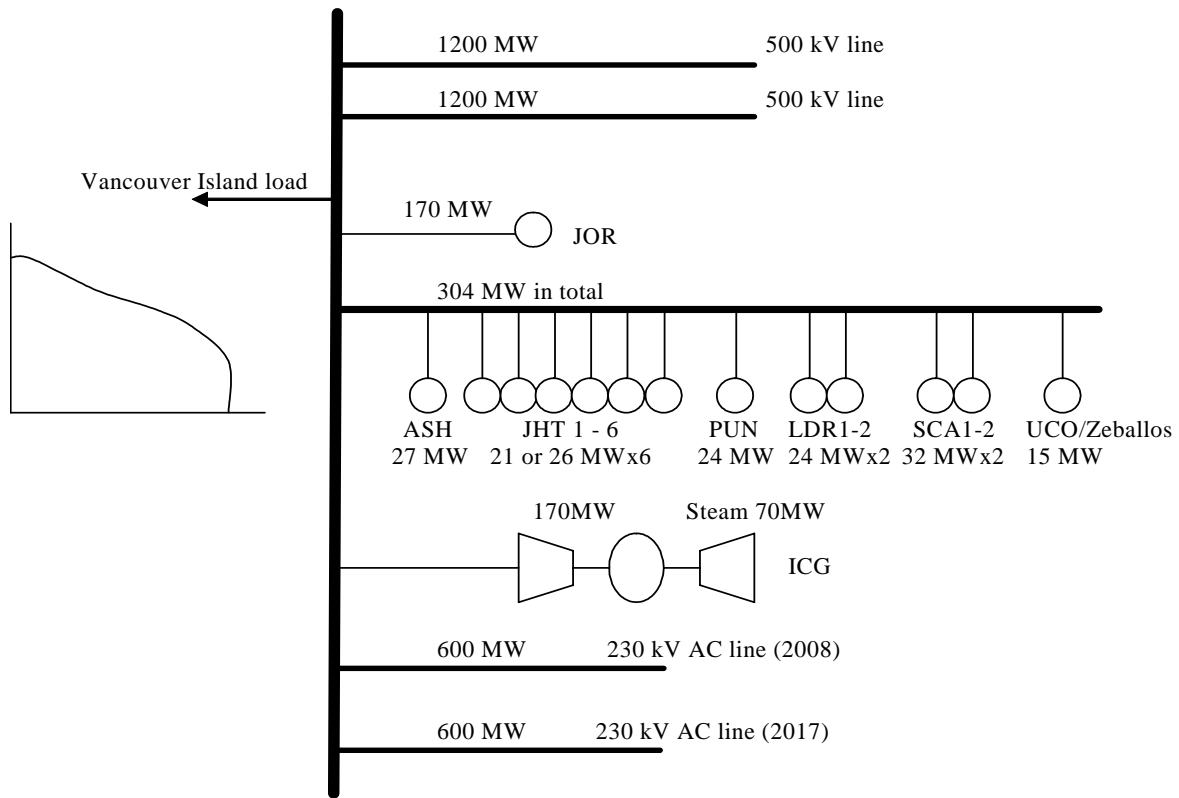 1200 MW 500 kV line
1200 MW 500 kV line
Vancouver Island load
170 MW
JOR
304 MW in total
ASH JHT 1 - 6 PUN LDR1-2 SCA1-2 UCO/Zeballos
27 MW 21 or 26 MWx6 24 MW 24 MWx2 32 MWx2 15 MW
170MW Steam 70MW
ICG
600 MW 230 kV AC line (2008)
600 MW 230 kV AC line (2017)